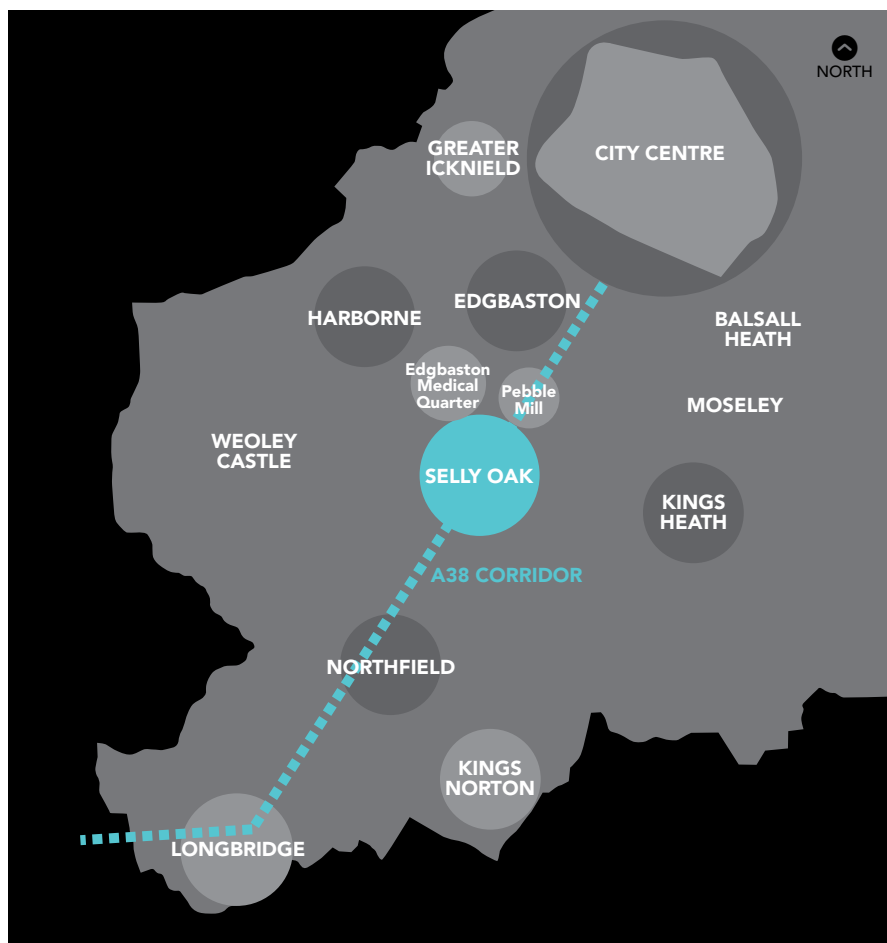 NORTH
GREATER
ICKNIELD
CITY CENTRE
HARBORNE
EDGBASTON
BALSALL
HEATH
Edgbaston
Medical
Quarter
Pebble
Mill
MOSELEY
WEOLEY
CASTLE
SELLY OAK
KINGS
HEATH
A38 CORRIDOR
NORTHFIELD
KINGS
NORTON
LONGBRIDGE